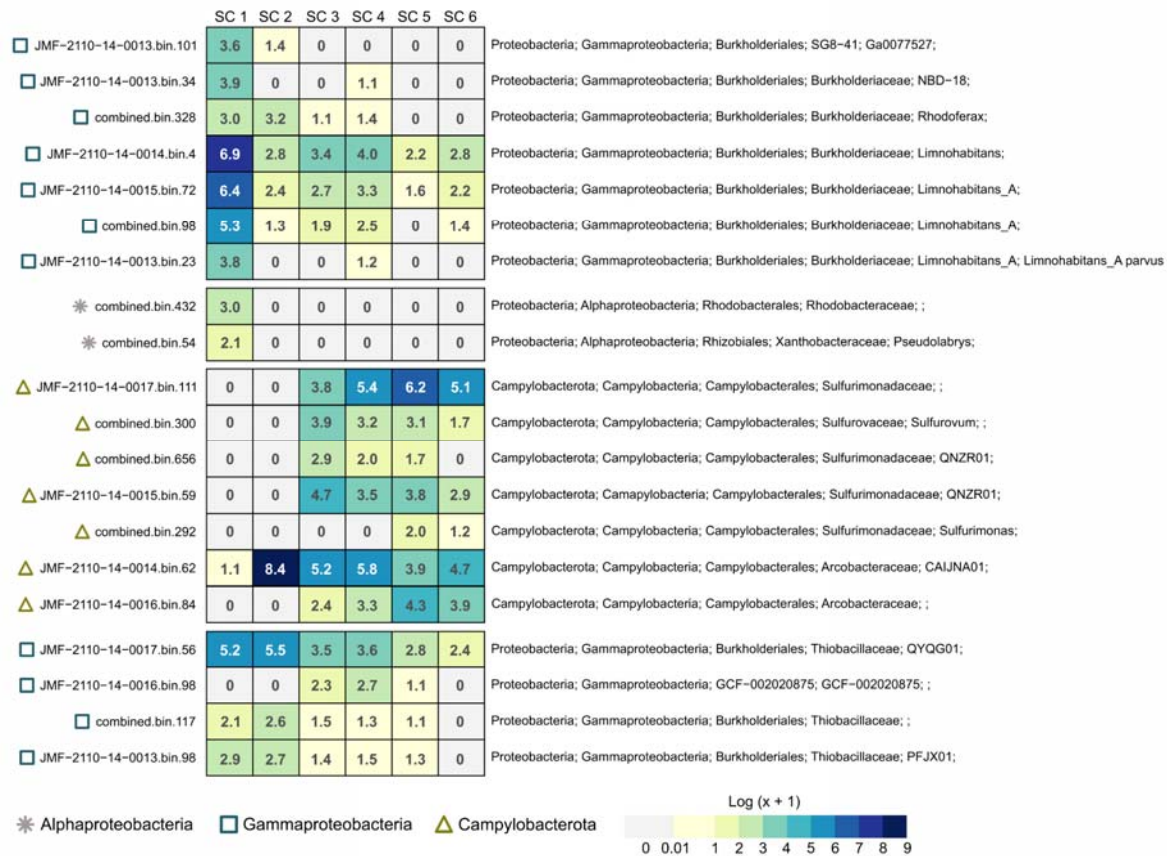 SC 1 SC 2 SC 3 SC 4 SC 5 SC 6
JMF-2110-14-0013.bin.101 3.6 1.4 0 0 0 0 Proteobacteria; Gammaproteobacteria; Burkholderiales; SG8-41; Ga0077527;
JMF-2110-14-0013.bin.34 3.9 0 0 1.1 0 0 Proteobacteria; Gammaproteobacteria; Burkholderiales; Burkholderiaceae; NBD-18;
combined.bin.328 3.0 3.2 1.1 1.4 0 0 Proteobacteria; Gammaproteobacteria; Burkholderiales; Burkholderiaceae; Rhodoferax;
JMF-2110-14-0014.bin.4 6.9 2.8 3.4 4.0 2.2 2.8 Proteobacteria; Gammaproteobacteria; Burkholderiales; Burkholderiaceae; Limnohabitans;
JMF-2110-14-0015.bin.72 6.4 2.4 2.7 3.3 1.6 2.2 Proteobacteria; Gammaproteobacteria; Burkholderiales; Burkholderiaceae; Limnohabitans_A;
combined.bin.98 5.3 1.3 1.9 2.5 0 1.4 Proteobacteria; Gammaproteobacteria; Burkholderiales; Burkholderiaceae; Limnohabitans_A;
JMF-2110-14-0013.bin.23 3.8 0 0 1.2 0 0 Proteobacteria; Gammaproteobacteria; Burkholderiales; Burkholderiaceae; Limnohabitans_A; Limnohabitans_A parvus
combined.bin.432 3.0 0 0 0 0 0 Proteobacteria; Alphaproteobacteria; Rhodobacterales; Rhodobacteraceae; ;
combined.bin.54 2.1 0 0 0 0 0 Proteobacteria; Alphaproteobacteria; Rhizobiales; Xanthobacteraceae; Pseudolabrys;
JMF-2110-14-0017.bin.111 0 0 3.8 5.4 6.2 5.1 Campylobacterota; Campylobacteria; Campylobacterales; Sulfurimonadaceae; ;
combined.bin.300 0 0 3.9 3.2 3.1 1.7 Campylobacterota; Campylobacteria; Campylobacterales; Sulfurovaceae; Sulfurovum; ;
combined.bin.656 0 0 2.9 2.0 1.7 0 Campylobacterota; Campylobacteria; Campylobacterales; Sulfurimonadaceae; QNZR01;
JMF-2110-14-0015.bin.59 0 0 4.7 3.5 3.8 2.9 Campylobacterota; Camapylobacteria; Campylobacterales; Sulfurimonadaceae; QNZR01;
combined.bin.292 0 0 0 0 2.0 1.2 Campylobacterota; Campylobacteria; Campylobacterales; Sulfurimonadaceae; Sulfurimonas;
JMF-2110-14-0014.bin.62 1.1 8.4 5.2 5.8 3.9 4.7 Campylobacterota; Campylobacteria; Campylobacterales; Arcobacteraceae; CAIJNA01;
JMF-2110-14-0016.bin.84 0 0 2.4 3.3 4.3 3.9 Campylobacterota; Campylobacteria; Campylobacterales; Arcobacteraceae; ;
JMF-2110-14-0017.bin.56 5.2 5.5 3.5 3.6 2.8 2.4 Proteobacteria; Gammaproteobacteria; Burkholderiales; Thiobacillaceae; QYQG01;
JMF-2110-14-0016.bin.98 0 0 2.3 2.7 1.1 0 Proteobacteria; Gammaproteobacteria; GCF-002020875; GCF-002020875; ;
combined.bin.117 2.1 2.6 1.5 1.3 1.1 0 Proteobacteria; Gammaproteobacteria; Burkholderiales; Thiobacillaceae; ;
JMF-2110-14-0013.bin.98 2.9 2.7 1.4 1.5 1.3 0 Proteobacteria; Gammaproteobacteria; Burkholderiales; Thiobacillaceae; PFJX01;
Log (x + 1)
Alphaproteobacteria Gammaproteobacteria Campylobacterota
0 0.01 1 2 3 4 5 6 7 8 9